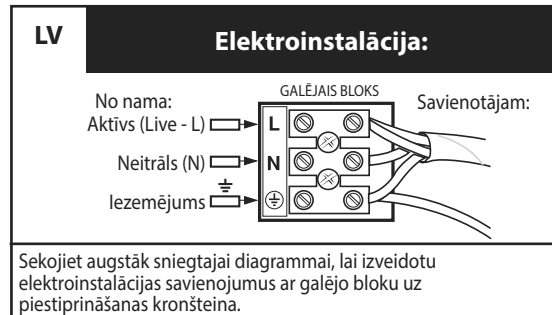 LV
Elektroinstalācija:
GALĒJAIS BLOKS
No nama:
Savienotājam:
Aktīvs (Live - L)
L
Neitrāls (N)
N
Iezemējums
Sekojiet augstāk sniegtajai diagrammai, lai izveidotu
elektroinstalācijas savienojumus ar galējo bloku uz
piestiprināšanas kronšteina.